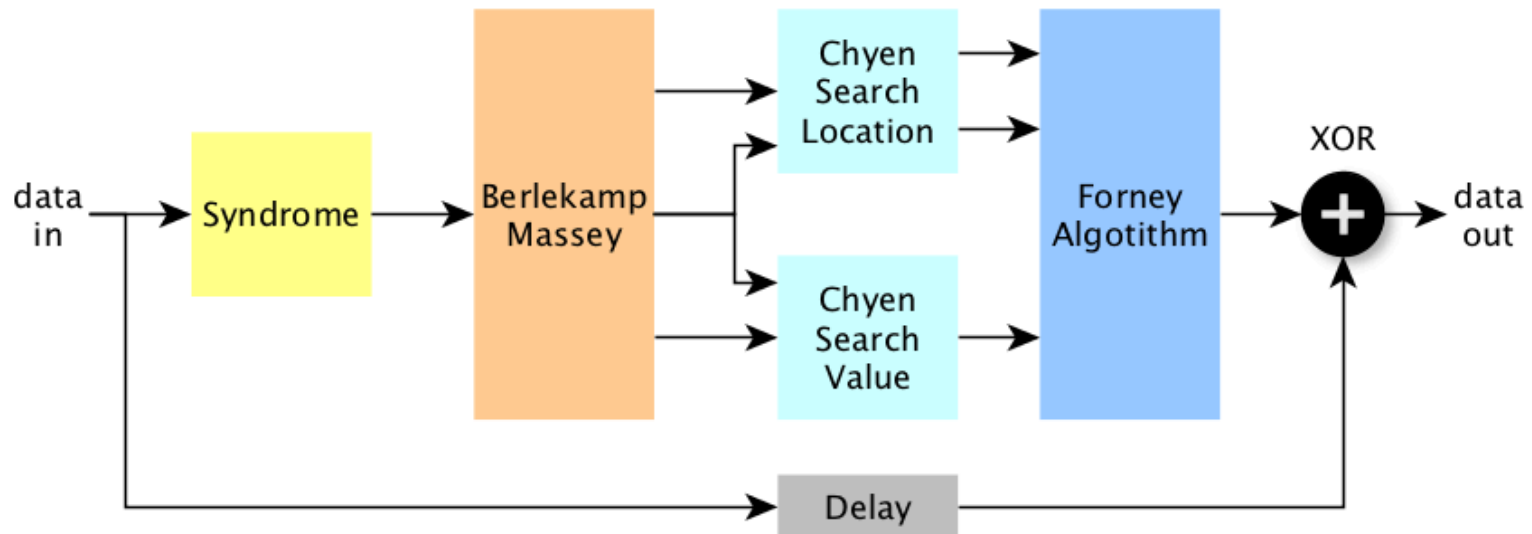 data
in
Syndrome
Berlekamp
Massey
Chyen
Search
Location
Chyen
Search
Value
Forney
Algotithm
XOR
+
data
out
Delay